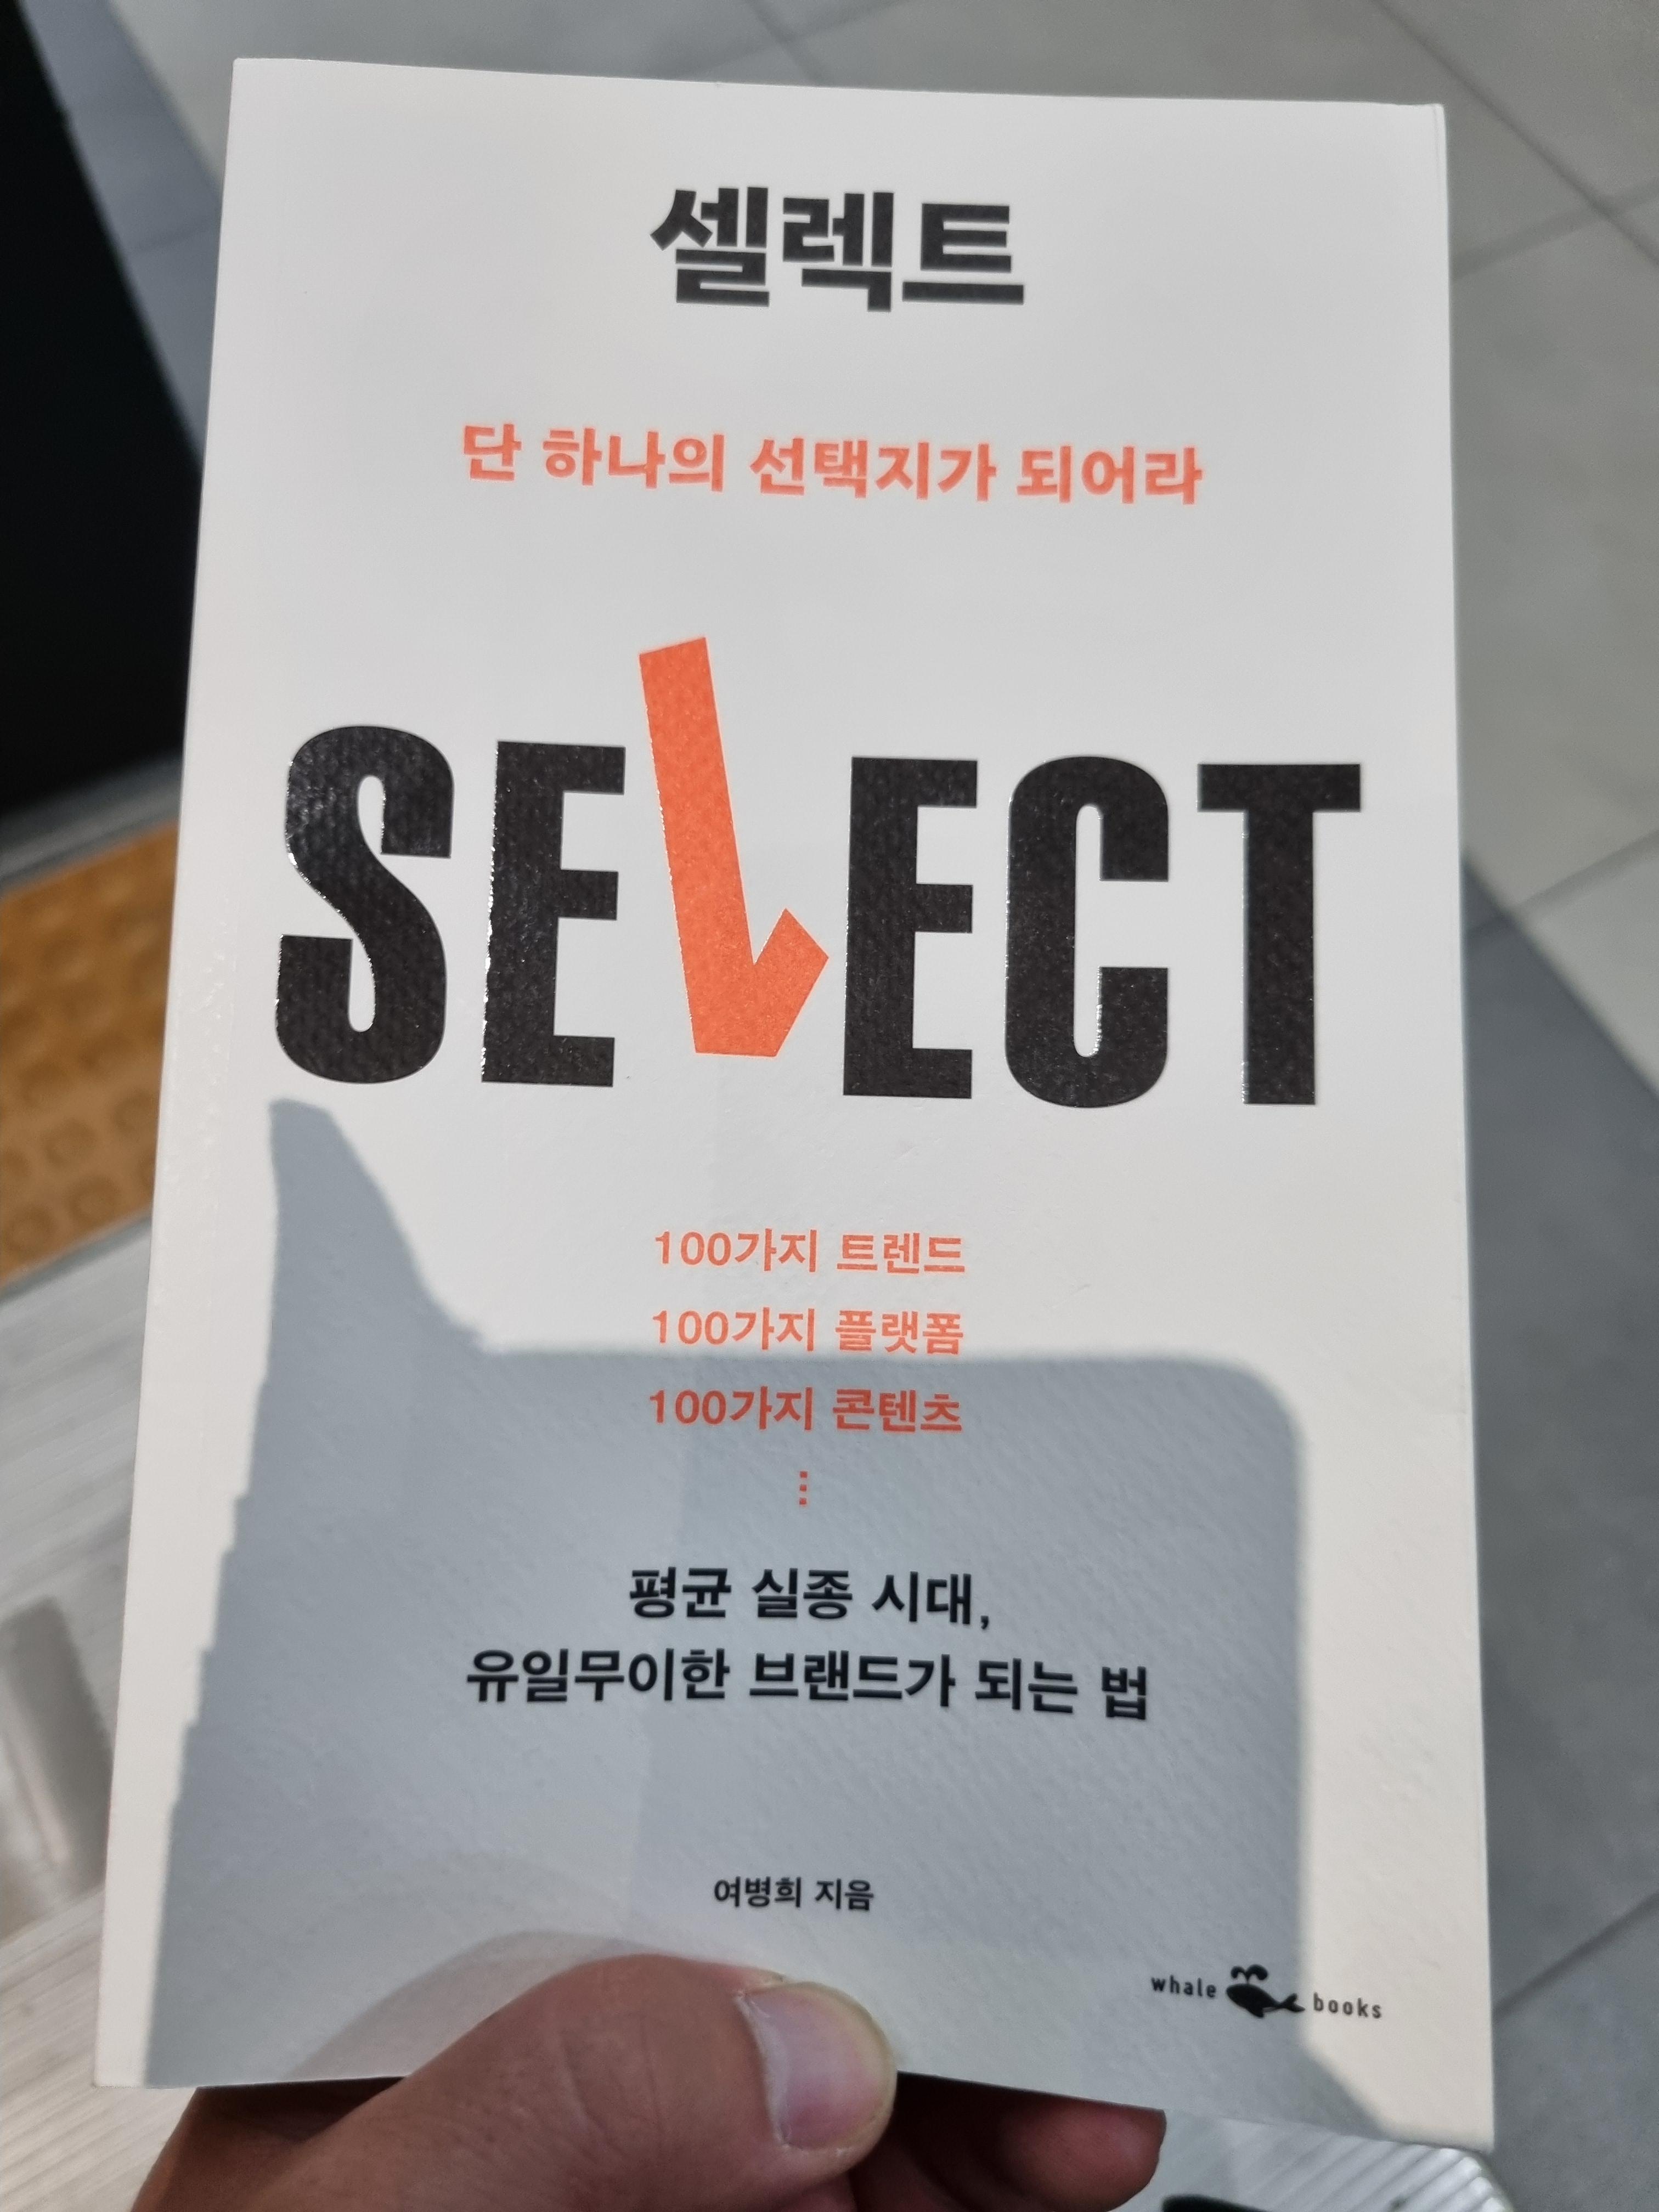 셀렉트
단 하나의 선택지가 되어라
SELECT
100가지 트렌드
100가지 플랫폼
100가지 콘텐츠
⋮
평균 실종 시대,
유일무이한 브랜드가 되는 법
여병희 지음
whale books